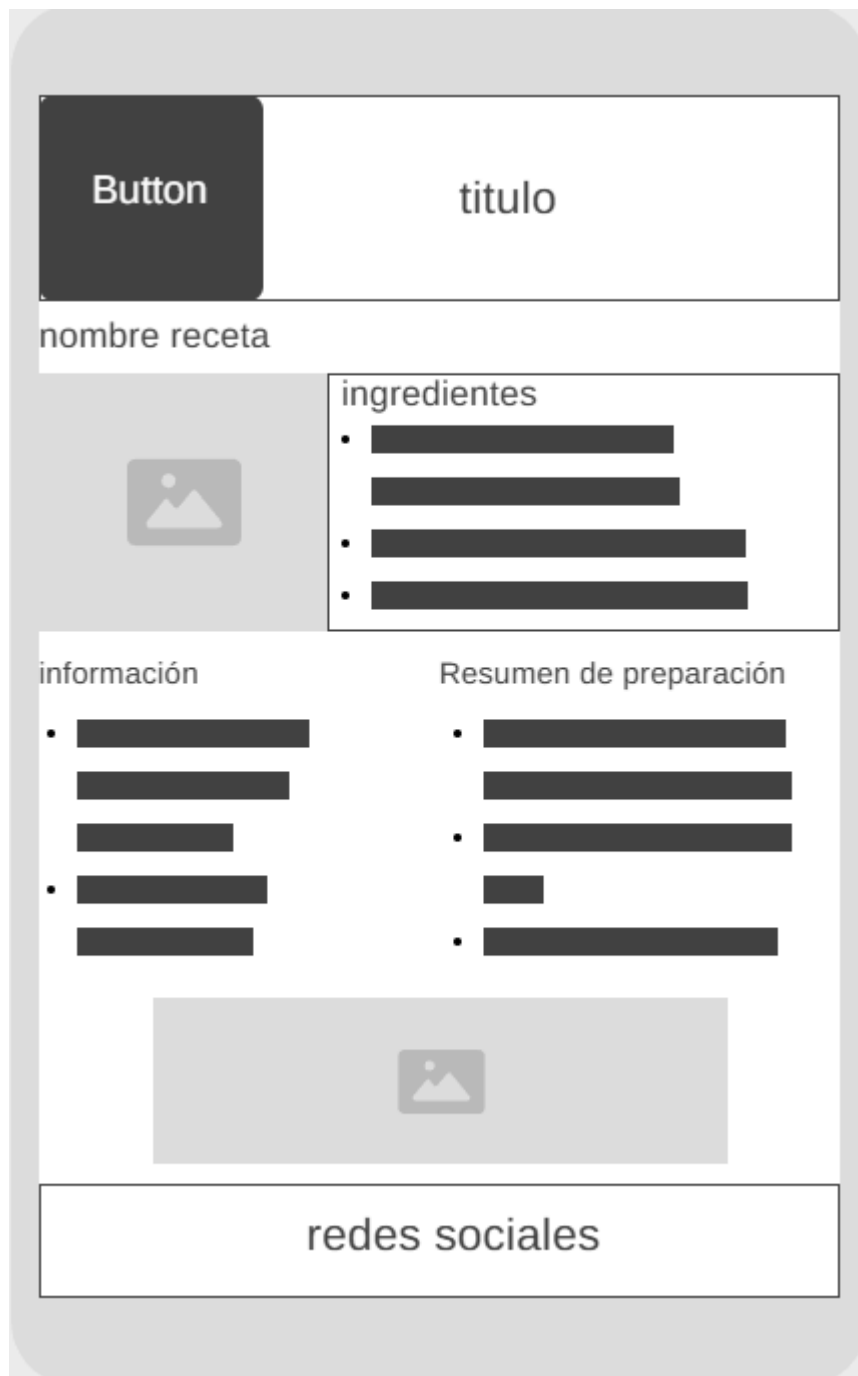 Button
titulo
nombre receta
ingredientes
información
Resumen de preparación
redes sociales